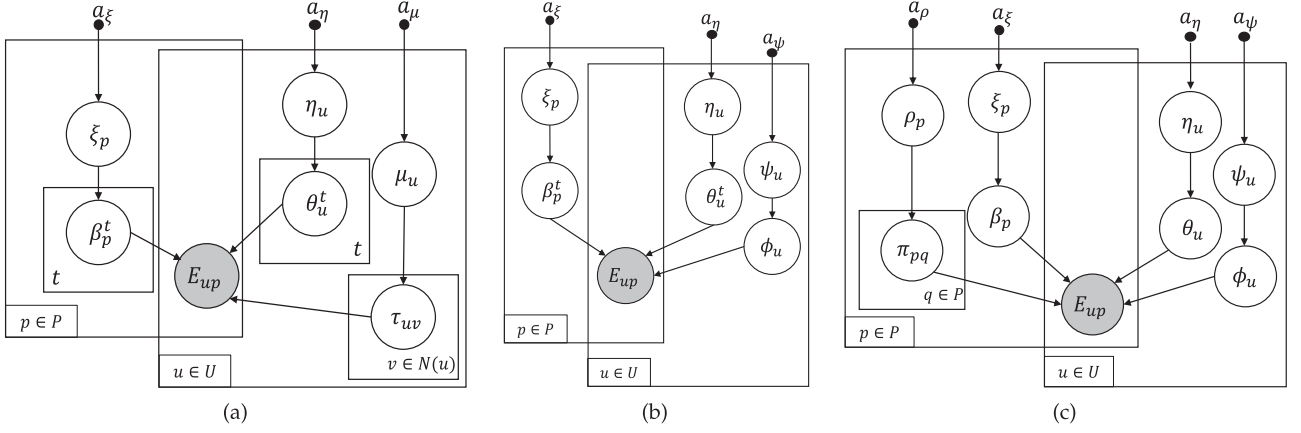 a_ξ a_η a_μ
ξ_p η_u μ_u
β_p^t t θ_u^t t
E_up τ_uv
v ∈ N(u)
p ∈ P
u ∈ U
(a)
a_ξ a_η a_ψ
ξ_p η_u ψ_u
β_p^t θ_u^t ϕ_u
E_up
p ∈ P
u ∈ U
(b)
a_ρ a_ξ a_η a_ψ
ρ_p ξ_p η_u ψ_u
π_pq β_p θ_u ϕ_u
q ∈ P E_up
p ∈ P
u ∈ U
(c)